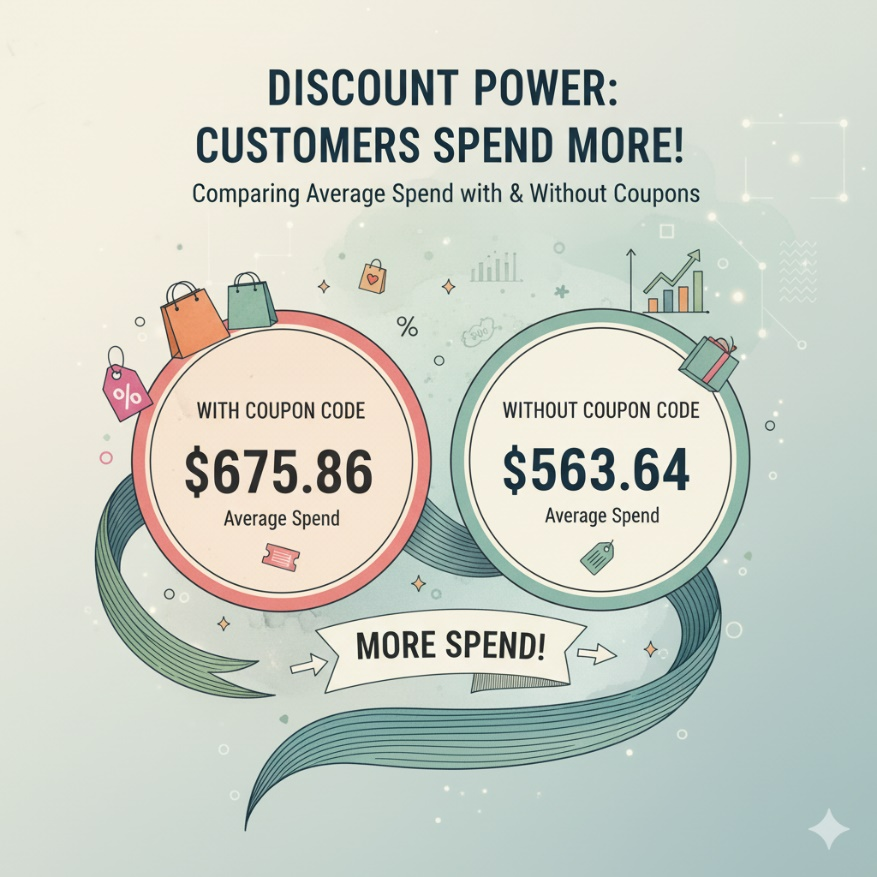 DISCOUNT POWER:
CUSTOMERS SPEND MORE!
Comparing Average Spend with & Without Coupons
%
%
WITH COUPON CODE
$675.86
Average Spend
WITHOUT COUPON CODE
$563.64
Average Spend
MORE SPEND!